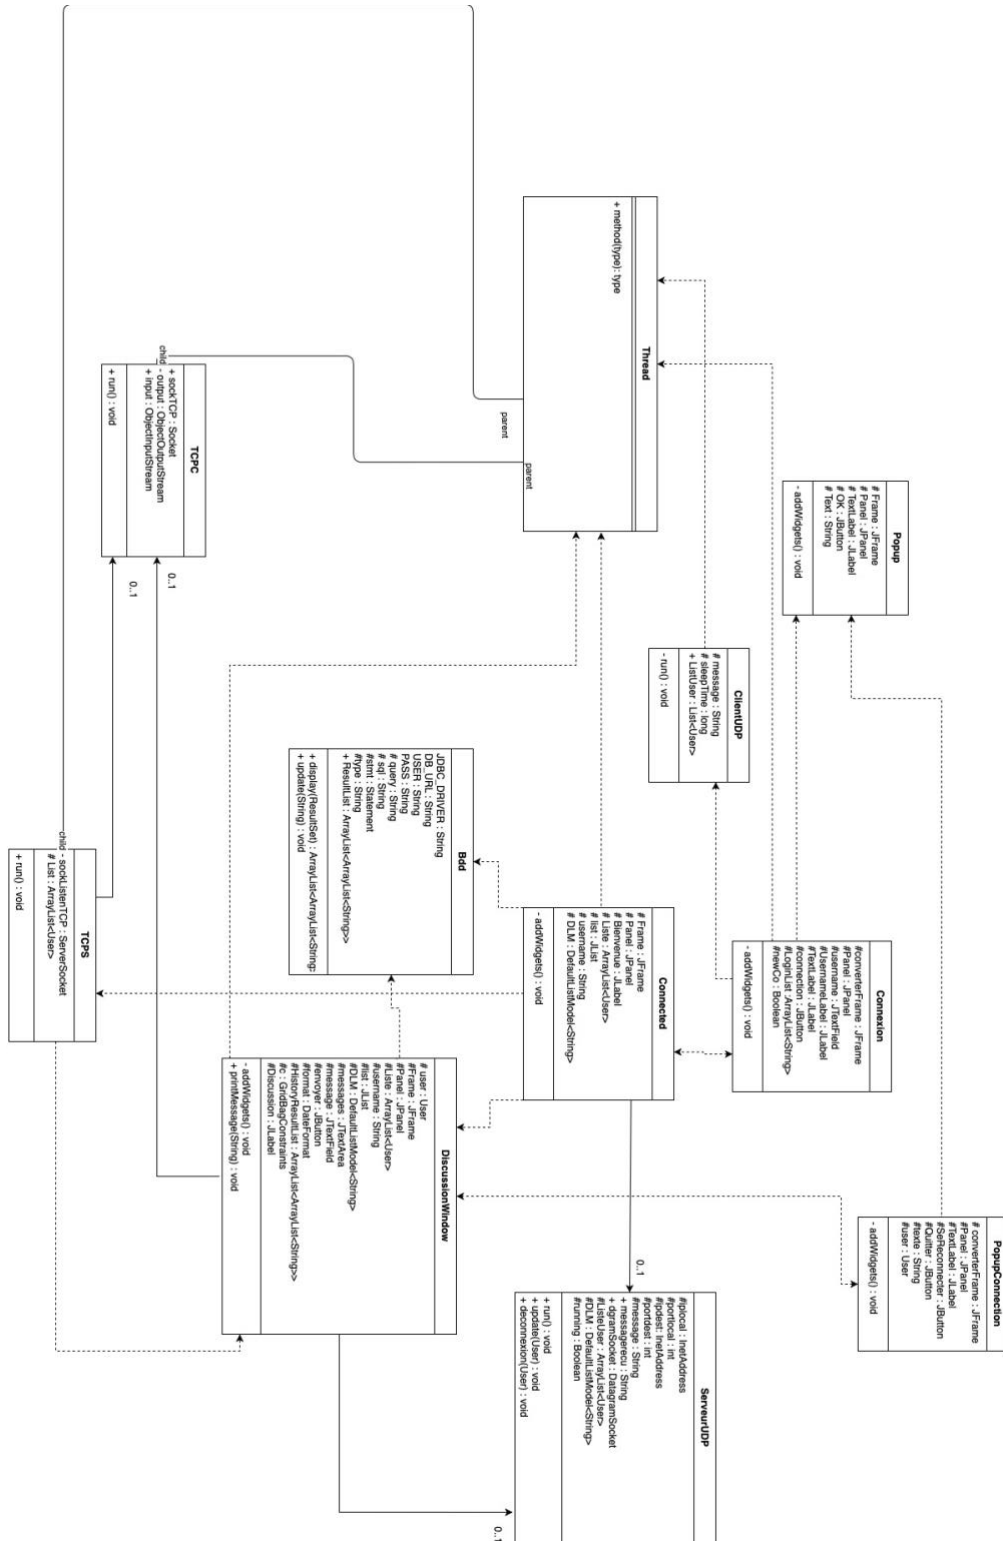 Thread
+ method(type): type
parent
parent
Popup
# Frame : JFrame
# Panel : JPanel
# TextLabel : JLabel
# OK : JButton
# Text : String
- addWidgets() : void
TCPC
+ sockTCP : Socket
- output : ObjectOutputStream
+ input : ObjectInputStream
+ run() : void
child
0..1
0..1
ClientUDP
# message : String
# sleepTime : long
+ ListUser : List<User>
- run() : void
Bdd
JDBC_DRIVER : String
DB_URL : String
USER : String
PASS : String
# query : String
# sql : String
#stmt : Statement
#type : String
+ ResultList : ArrayList<ArrayList<String>>
+ display(ResultSet) : ArrayList<ArrayList<String>
+ update(String) : void
TCPS
- sockListenTCP : ServerSocket
# List : ArrayList<User>
+ run() : void
child
Connexion
#converterFrame : JFrame
#Panel : JPanel
#username : JTextField
#UsernameLabel : JLabel
#TextLabel : JLabel
#connection : JButton
#LoginList :ArrayList<String>
#newCo : Boolean
- addWidgets() : void
Connected
# Frame : JFrame
# Panel : JPanel
# Bienvenue : JLabel
# Liste : ArrayList<User>
# list : JList
# username : String
# DLM : DefaultListModel<String>
- addWidgets() : void
DiscussionWindow
# user : User
#Frame : JFrame
#Panel : JPanel
#Liste : ArrayList<User>
#username : String
#list : JList
#DLM : DefaultListModel<String>
#messages : JTextArea
#message : JTextField
#envoyer : JButton
#format : DateFormat
#HistoryResultList : ArrayList<ArrayList<String>>
#c : GridBagConstraints
#Discussion : JLabel
- addWidgets() : void
+ printMessage(String) : void
PopupConnection
# converterFrame : JFrame
#Panel : JPanel
#TextLabel : JLabel
#SeReconnecter : JButton
#Quitter : JButton
#texte : String
#user : User
- addWidgets() : void
0..1
ServeurUDP
#iplocal : InetAddress
#portlocal : int
#ipdest: InetAddress
#portdest : int
#message : String
+ messagerecu : String
+ dgramSocket : DatagramSocket
#ListeUser : ArrayList<User>
#DLM : DefaultListModel<String>
#running : Boolean
+ run() : void
+ update(User) : void
+ deconnexion(User) : void
0..1